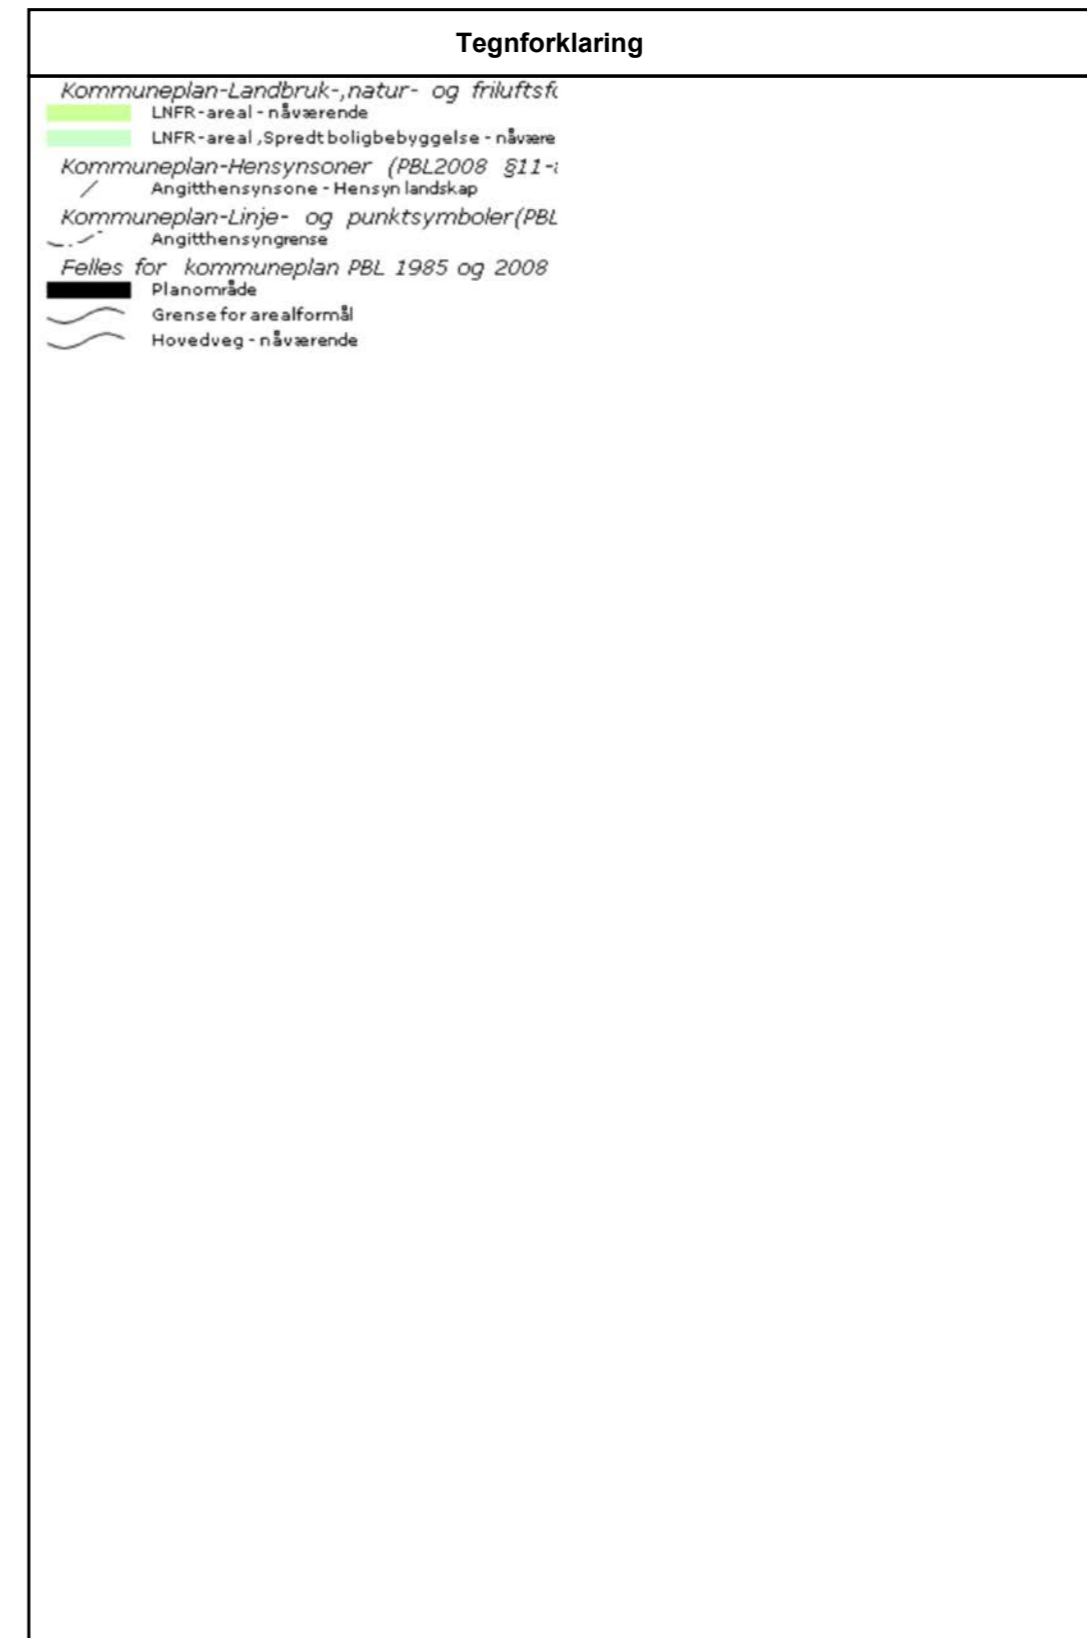 Tegnforklaring
Kommuneplan-Landbruk-,natur- og
LNFR-areal - nåværende
LNFR-areal ,Spredt boligbebyggelse - nåvære
Kommuneplan-Hensynsoner (PBL2008
Angitthensynsone - Hensyn landskap
Kommuneplan-Linje- og punktsymboler(PBL
Angitthensyngrense
Felles for kommuneplan PBL 1985 og 2008
Planområde
Grense for arealformål
Hovedveg - nåværende